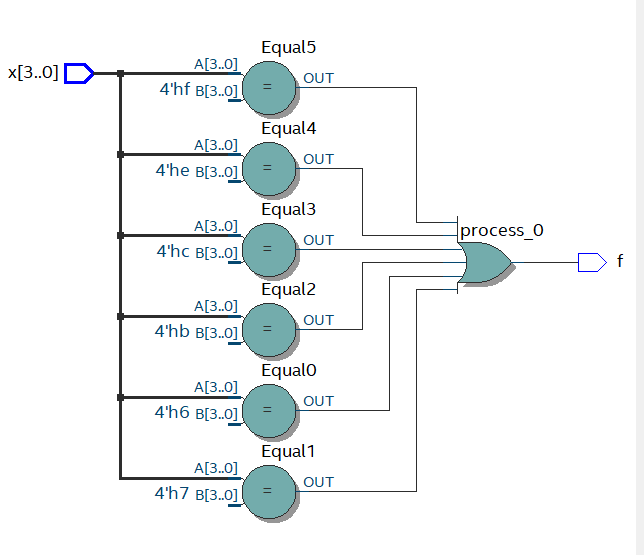 Equal5
x[3..0]
A[3..0]
OUT
4'hf B[3..0]
=
Equal4
A[3..0]
OUT
4'he B[3..0]
=
Equal3
A[3..0]
OUT
4'hc B[3..0]
=
process_0
f
Equal2
A[3..0]
OUT
4'hb B[3..0]
=
Equal0
A[3..0]
OUT
4'h6 B[3..0]
=
Equal1
A[3..0]
OUT
4'h7 B[3..0]
=